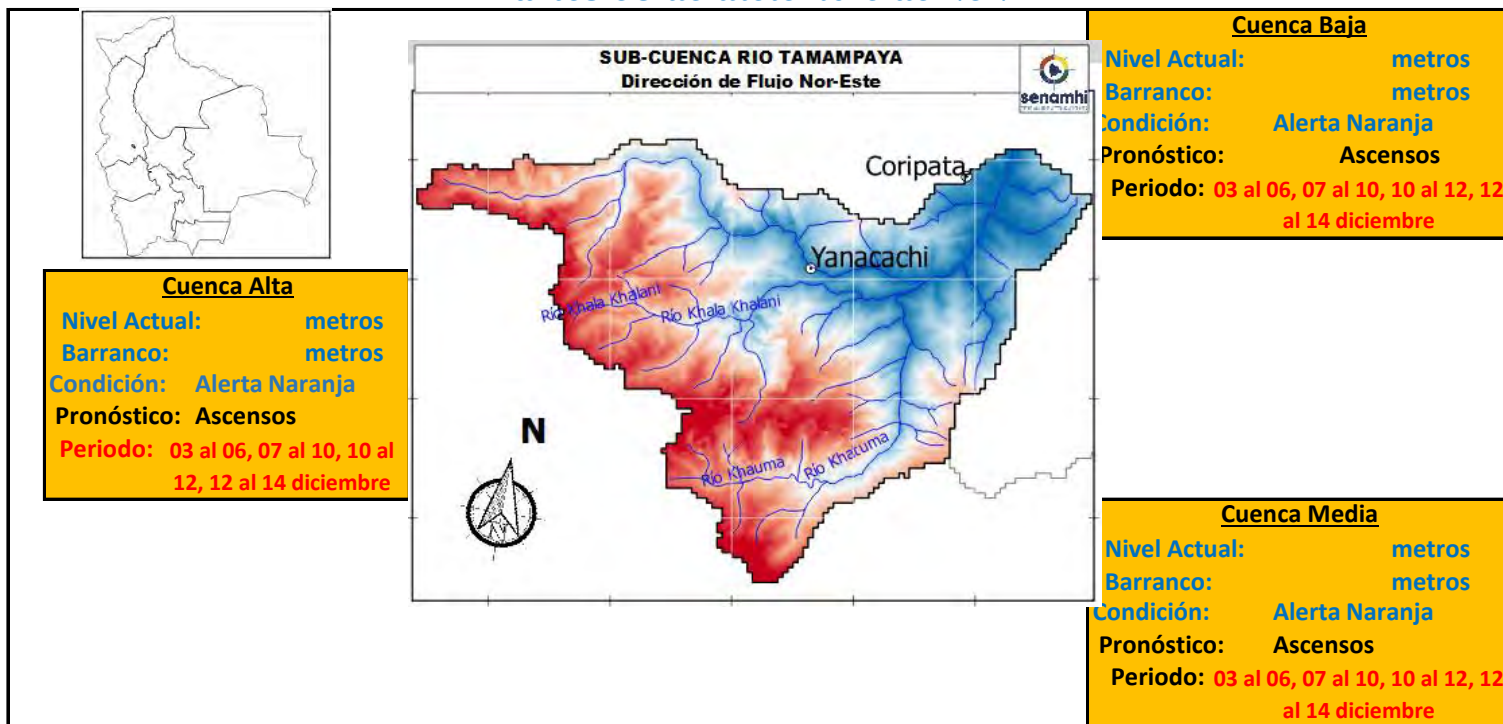 SUB-CUENCA RIO TAMAMPAYA
Dirección de Flujo Nor-Este
senamhi
Coripata
Yanacachi
Río Khala Khalani
Río Khala Khalani
Río Khauma
Río Khatuma
N
Cuenca Baja
Nivel Actual: metros
Barranco: metros
Condición: Alerta Naranja
Pronóstico: Ascensos
Periodo: 03 al 06, 07 al 10, 10 al 12, 12
al 14 diciembre
Cuenca Alta
Nivel Actual: metros
Barranco: metros
Condición: Alerta Naranja
Pronóstico: Ascensos
Periodo: 03 al 06, 07 al 10, 10 al
12, 12 al 14 diciembre
Cuenca Media
Nivel Actual: metros
Barranco: metros
Condición: Alerta Naranja
Pronóstico: Ascensos
Periodo: 03 al 06, 07 al 10, 10 al 12, 12
al 14 diciembre